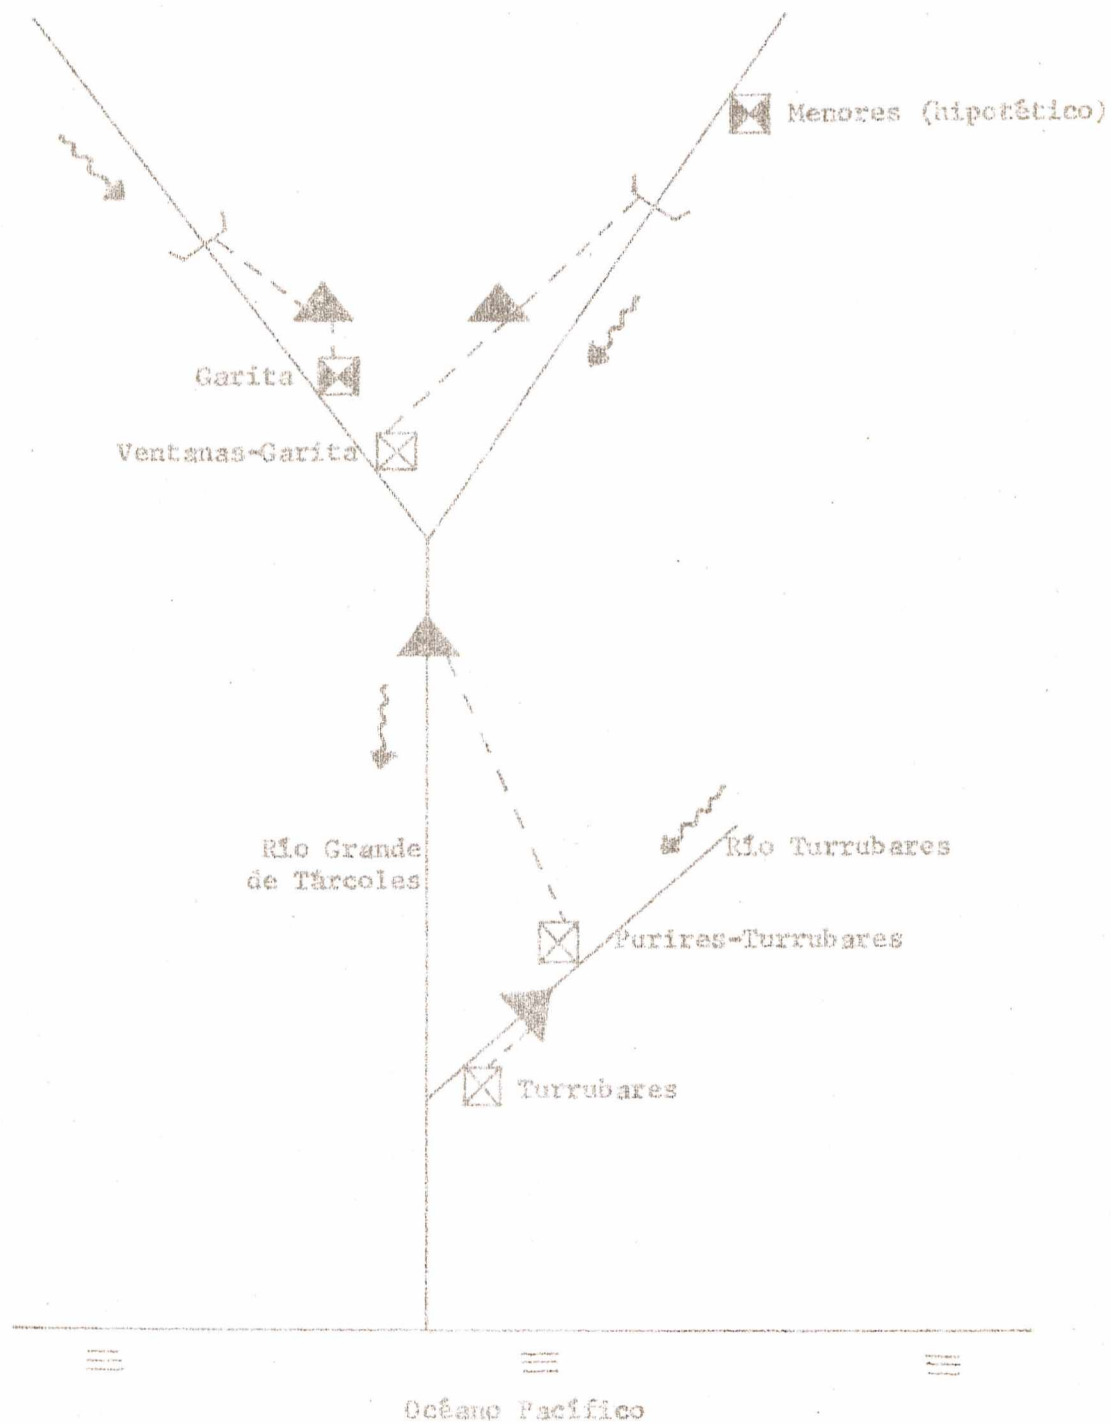 Menores (hipotético)
Garita
Ventanas-Garita
Río Grande
de Tárcoles
Río Turrubares
Purires-Turrubares
Turrubares
Océano Pacífico